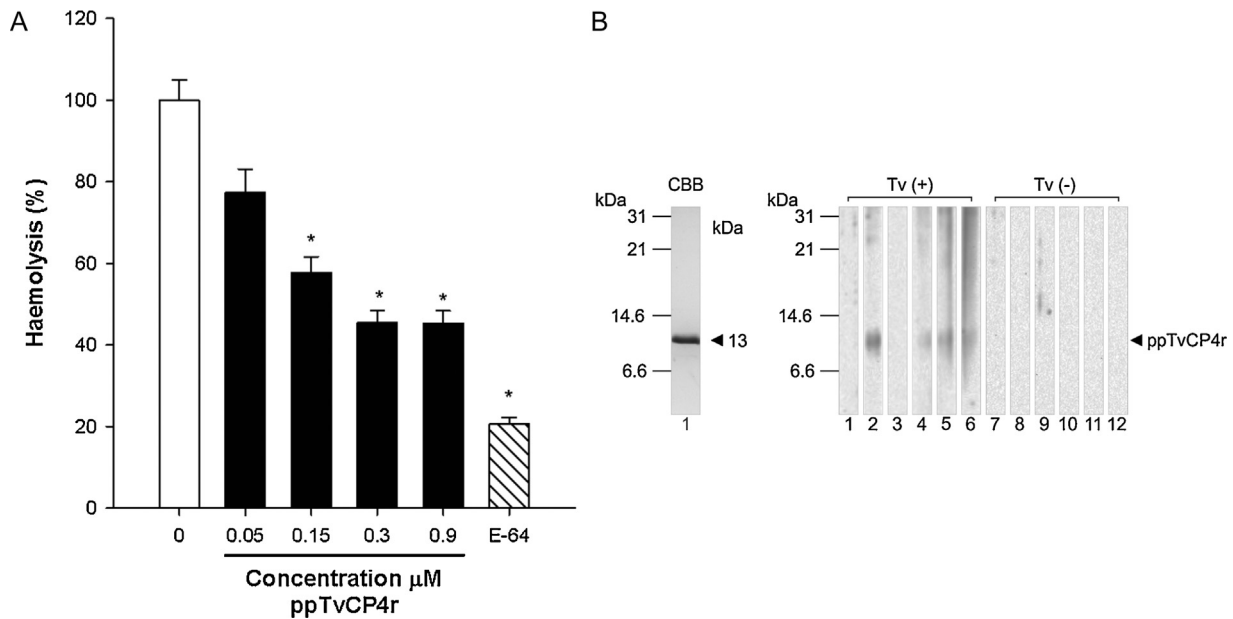 A
120
100
80
60
40
20
0
Haemolysis (%)
*
*
*
*
0 0.05 0.15 0.3 0.9 E-64
Concentration μM
ppTvCP4r
B
kDa CBB kDa
31
21
14.6
6.6
◄ 13
1
Tv (+) Tv (-)
31
21
14.6
6.6
◄ ppTvCP4r
1 2 3 4 5 6 7 8 9 10 11 12